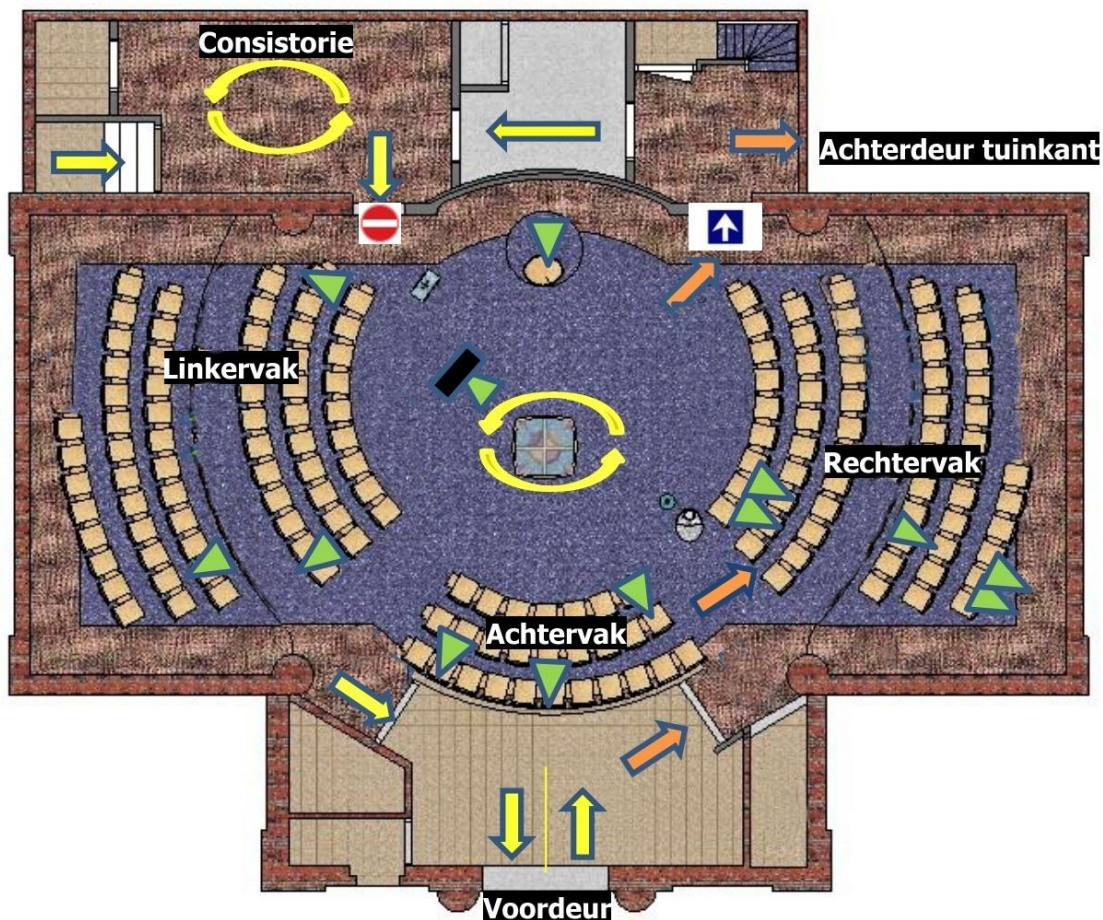 Consistorie
Achterdeur tuinkant
Linkervak
Rechtervak
Achtervak
Voordeur